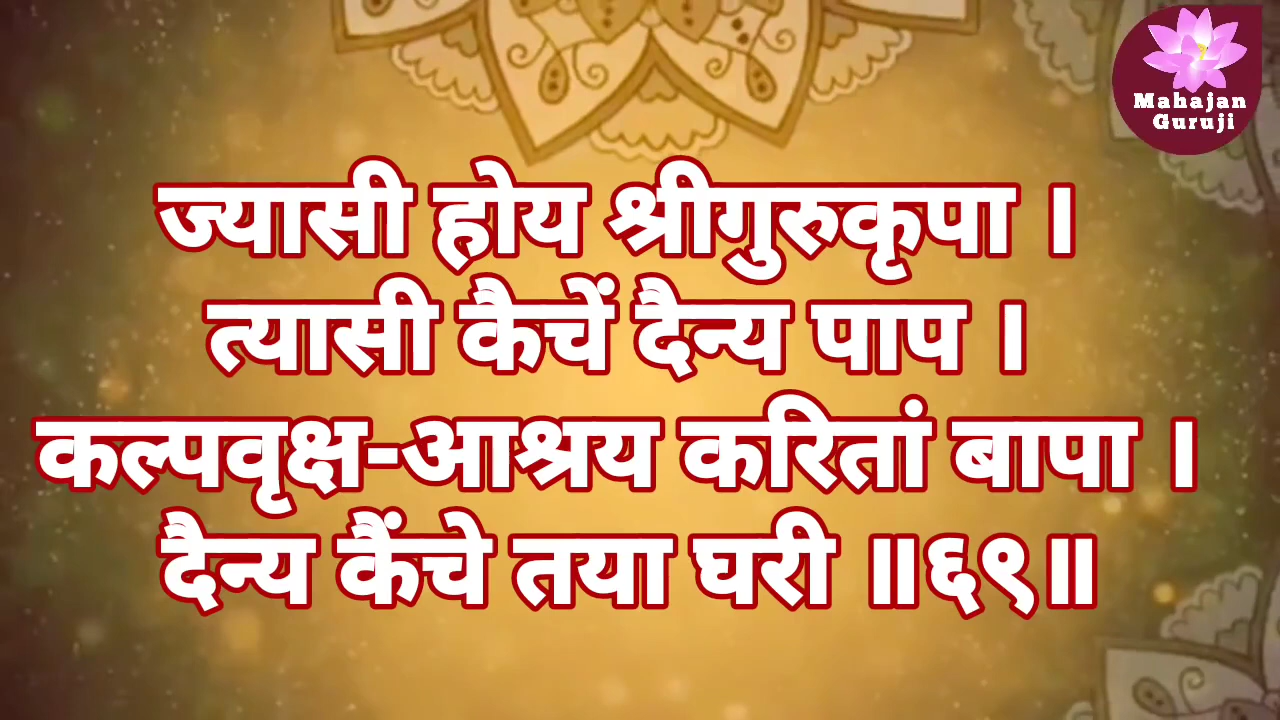 Mahajan
Guruji
ज्यासी होय श्रीगुरुकृपा ।
त्यासी कैचें दैन्य पाप ।
कल्पवृक्ष-आश्रय करितां बापा ।
दैन्य कैंचे तया घरी ॥६९॥